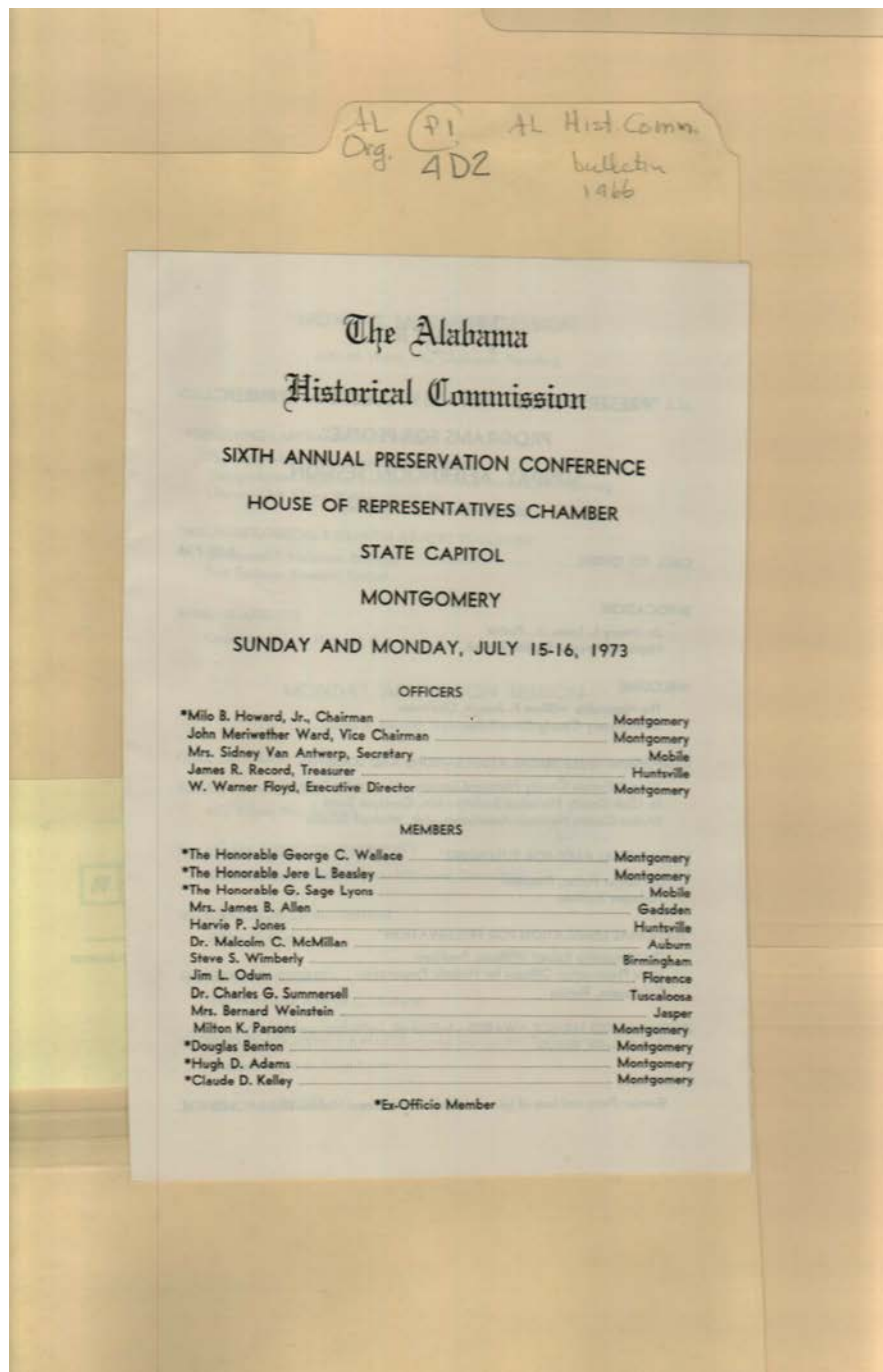 AL (P1) AL Hist. Comm.
Org. 4D2 bulletin
1966
The Alabama
Historical Commission
SIXTH ANNUAL PRESERVATION CONFERENCE
HOUSE OF REPRESENTATIVES CHAMBER
STATE CAPITOL
MONTGOMERY
SUNDAY AND MONDAY, JULY 15-16, 1973
OFFICERS
*Milo B. Howard, Jr., Chairman Montgomery
John Meriwether Ward, Vice Chairman Montgomery
Mrs. Sidney Van Antwerp, Secretary Mobile
James R. Record, Treasurer Huntsville
W. Warner Floyd, Executive Director Montgomery
MEMBERS
*The Honorable George C. Wallace Montgomery
*The Honorable Jere L. Beasley Montgomery
*The Honorable G. Sage Lyons Mobile
Mrs. James B. Allen Gadsden
Harvie P. Jones Huntsville
Dr. Malcolm C. McMillan Auburn
Steve S. Wimberly Birmingham
Jim L. Odum Florence
Dr. Charles G. Summersell Tuscaloosa
Mrs. Bernard Weinstein Jasper
Milton K. Parsons Montgomery
*Douglas Benton Montgomery
*Hugh D. Adams Montgomery
*Claude D. Kelley Montgomery
*Ex-Officio Member